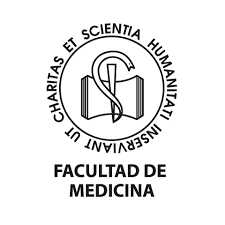 UT CHARITAS ET SCIENTIA HUMANITATI INSERVIANT
FACULTAD DE
MEDICINA